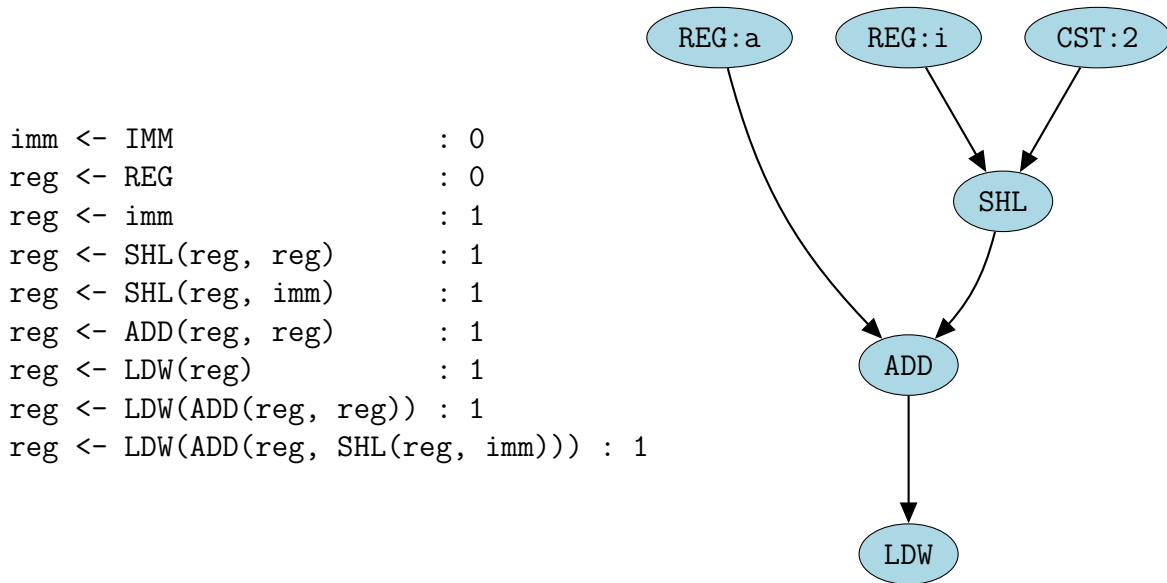 REG:a REG:i CST:2
imm <- IMM : 0
reg <- REG : 0
reg <- imm : 1
reg <- SHL(reg, reg) : 1
reg <- SHL(reg, imm) : 1
reg <- ADD(reg, reg) : 1
reg <- LDW(reg) : 1
reg <- LDW(ADD(reg, reg)) : 1
reg <- LDW(ADD(reg, SHL(reg, imm))) : 1
SHL
ADD
LDW